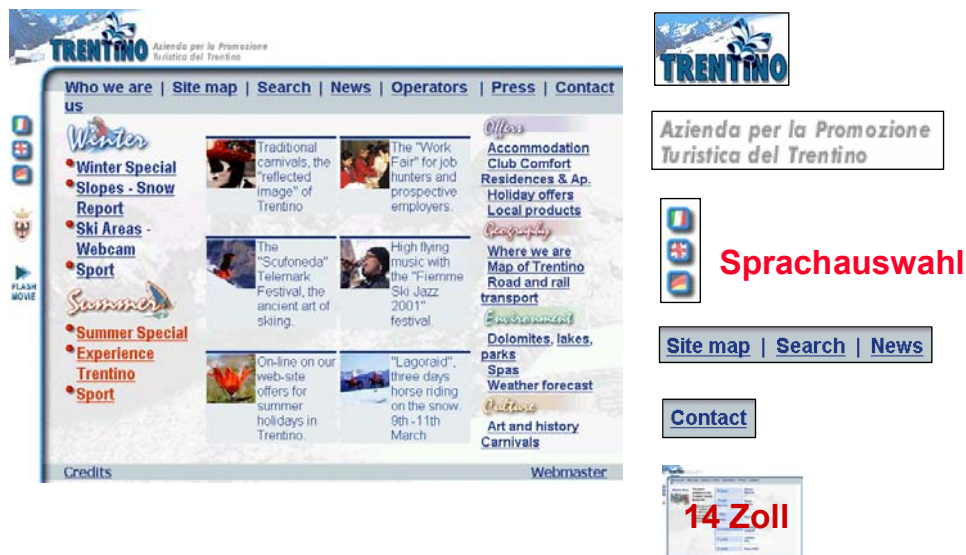 TRENTINO
Azienda per la Promozione
Turistica del Trentino
Who we are | Site map | Search | News | Operators | Press | Contact
us
Winter
Winter Special
Slopes - Snow
Report
Ski Areas -
Webcam
Sport
FLASH
MOVIE
Summer
Summer Special
Experience
Trentino
Sport
Traditional
carnivals, the
"reflected
image" of
Trentino
The "Work
Fair" for job
hunters and
prospective
employers.
The
"Scufoneda"
Telemark
Festival, the
ancient art of
skiing.
High flying
music with
the "Fiemme
Ski Jazz
2001"
festival.
On-line on our
web-site
offers for
summer
holidays in
Trentino.
"Lagoraid",
three days
horse riding
on the snow.
9th -11th
March
Offers
Accommodation
Club Comfort
Residences & Ap.
Holiday offers
Local products
Geography
Where we are
Map of Trentino
Road and rail
transport
Environment
Dolomites, lakes,
parks
Spas
Weather forecast
Culture
Art and history
Carnivals
Credits
Webmaster
TRENTINO
Azienda per la Promozione
Turistica del Trentino
Sprachauswahl
Site map | Search | News
Contact
14 Zoll